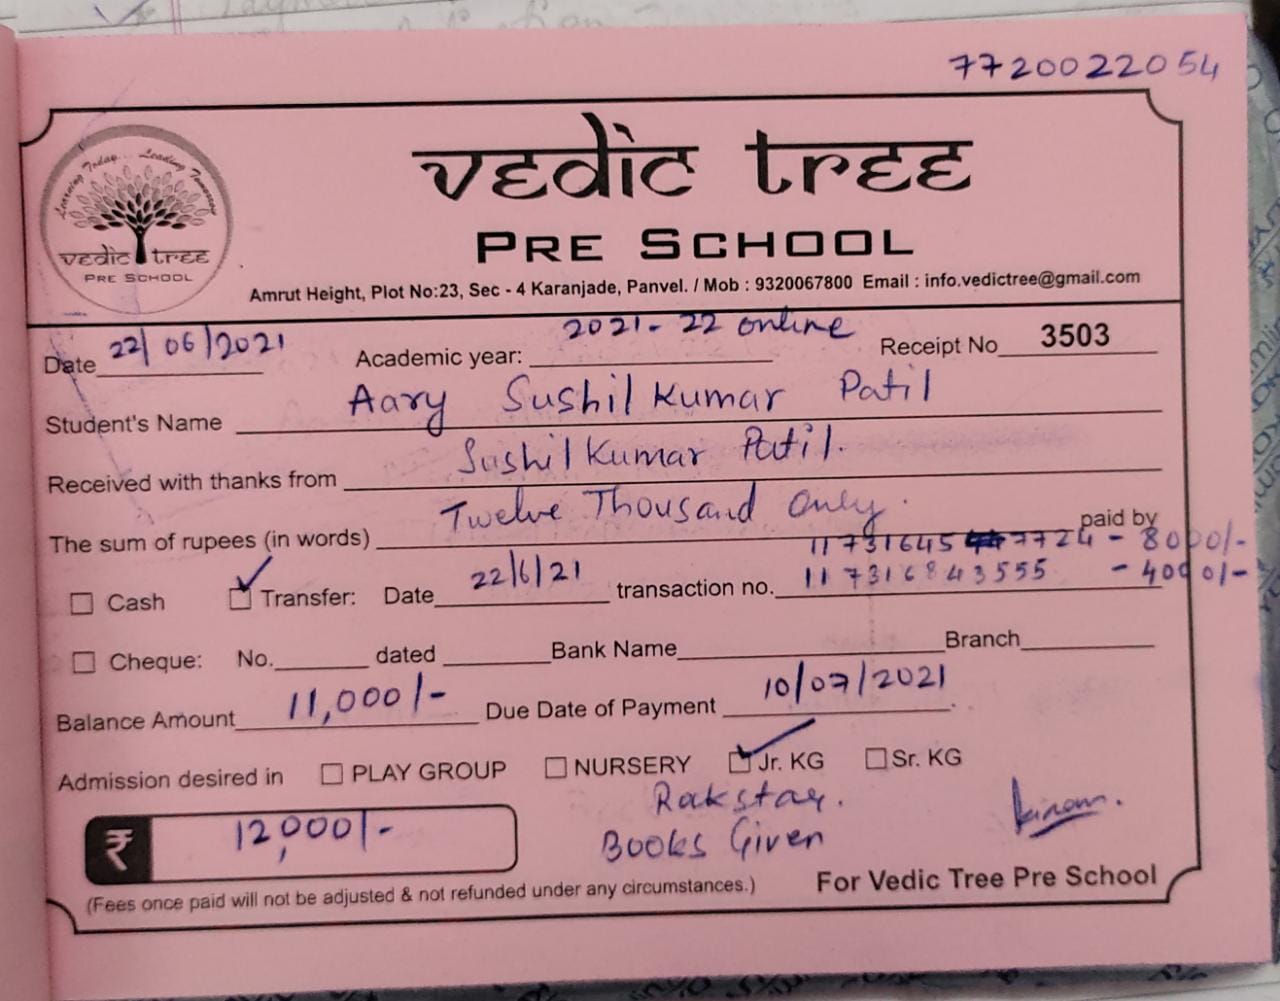 7720022054
Learning Today... Leading Tomorrow
vedic tree
PRE SCHOOL
vedic tree
PRE SCHOOL
Amrut Height, Plot No:23, Sec - 4 Karanjade, Panvel. / Mob : 9320067800 Email : info.vedictree@gmail.com
Date 22/06/2021 Academic year: 2021-22 online Receipt No 3503
Student's Name Aary Sushil Kumar Patil
Received with thanks from Sushil Kumar Patil.
The sum of rupees (in words) Twelve Thousand Only. paid by
11731645 7724 - 8000/-
Cash Transfer: Date 22/6/21 transaction no. 117316843555 - 4000/-
Cheque: No. dated Bank Name Branch
Balance Amount 11,000/- Due Date of Payment 10/07/2021
Admission desired in PLAY GROUP NURSERY Jr. KG Sr. KG
Rakstar.
₹ 12,000/- Books Given
(Fees once paid will not be adjusted & not refunded under any circumstances.) For Vedic Tree Pre School